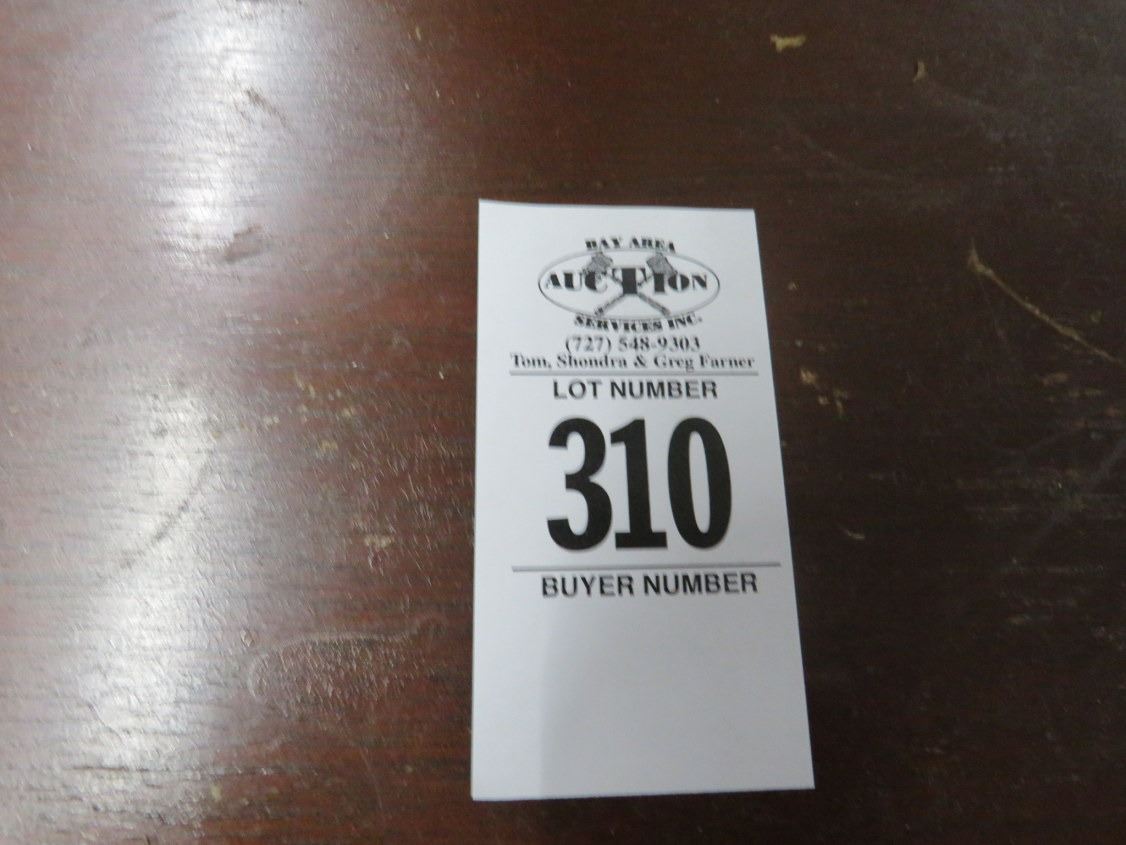 BAY AREA
AUCTION
SERVICES INC.
(727) 548-9303
Tom, Shondra & Greg Farner
LOT NUMBER
310
BUYER NUMBER